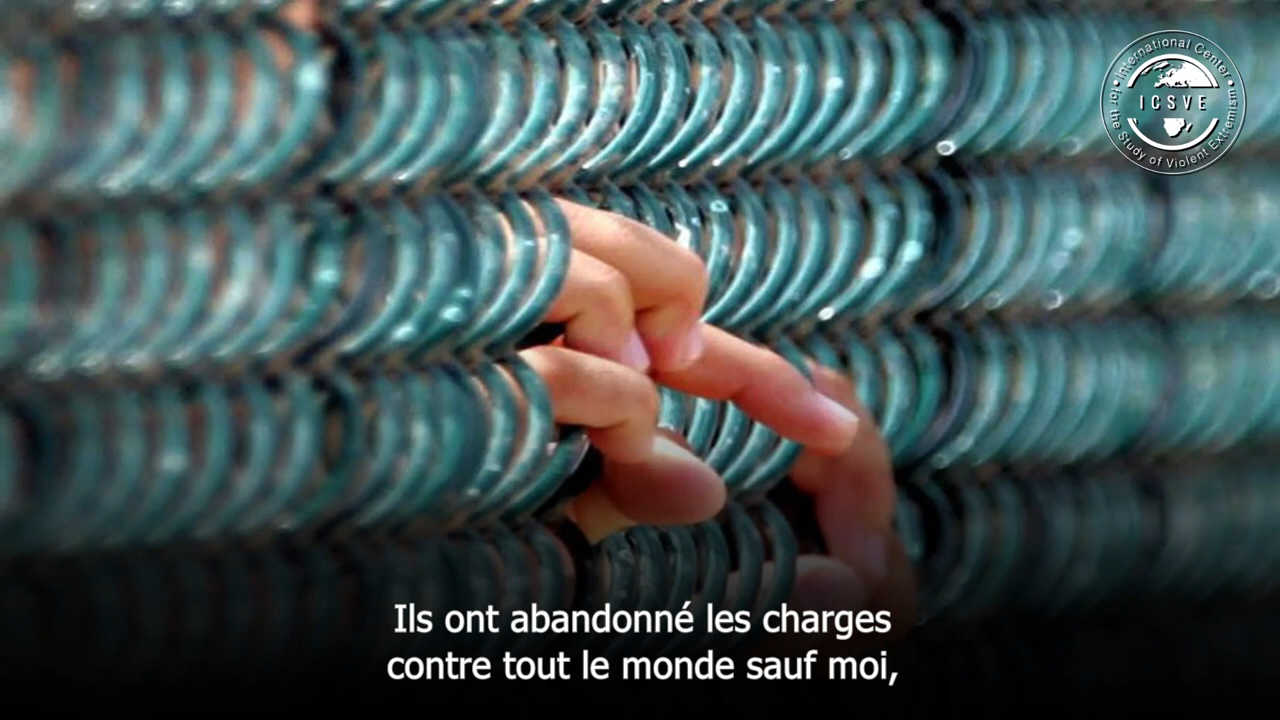 International Center
for the Study of Violent Extremism
ICSVE
Ils ont abandonné les charges
contre tout le monde sauf moi,